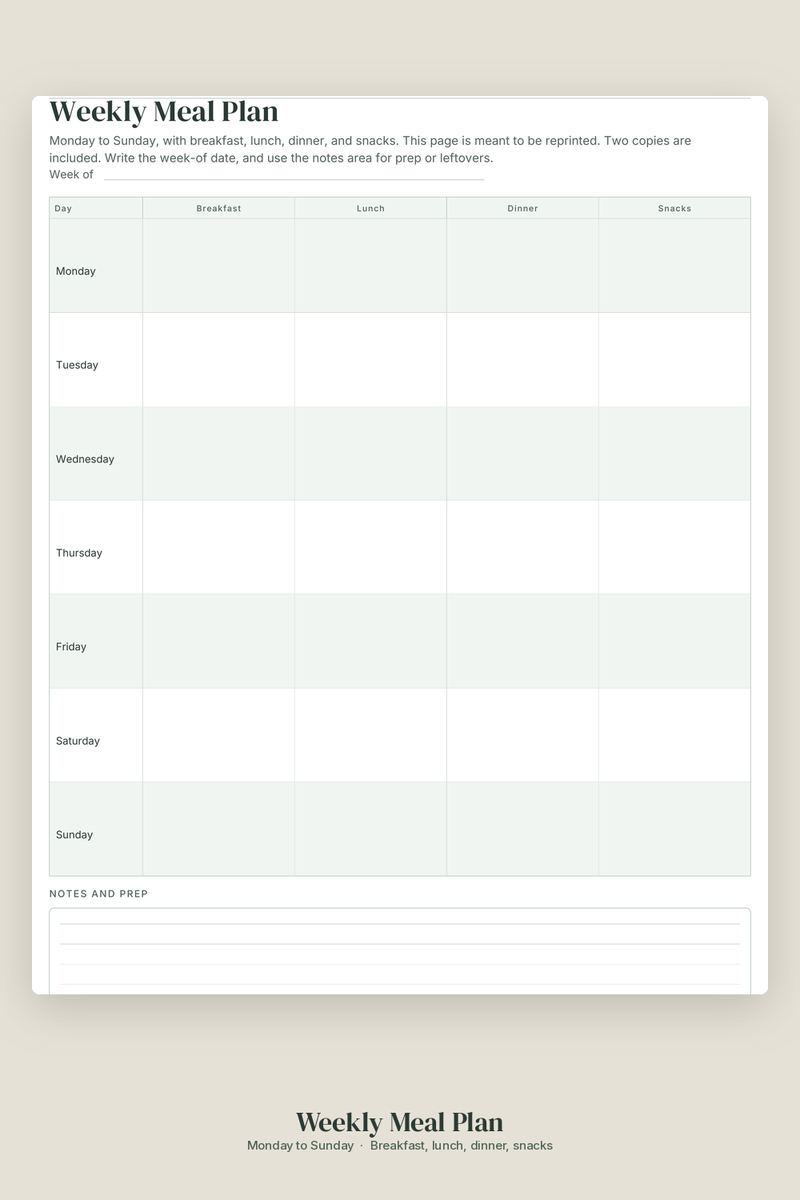 Weekly Meal Plan
Monday to Sunday, with breakfast, lunch, dinner, and snacks. This page is meant to be reprinted. Two copies are
included. Write the week-of date, and use the notes area for prep or leftovers.
Week of
Day Breakfast Lunch Dinner Snacks
Monday
Tuesday
Wednesday
Thursday
Friday
Saturday
Sunday
NOTES AND PREP
Weekly Meal Plan
Monday to Sunday · Breakfast, lunch, dinner, snacks